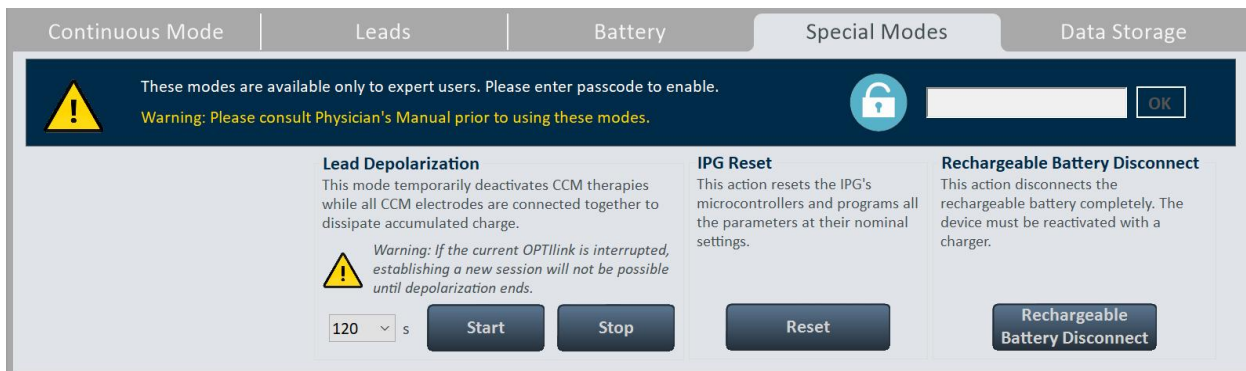 Continuous Mode
Leads
Battery
Special Modes
Data Storage
These modes are available only to expert users. Please enter passcode to enable.
Warning: Please consult Physician's Manual prior to using these modes.
OK
Lead Depolarization
This mode temporarily deactivates CCM therapies
while all CCM electrodes are connected together to
dissipate accumulated charge.
Warning: If the current OPTIlink is interrupted,
establishing a new session will not be possible
until depolarization ends.
120
s
Start
Stop
IPG Reset
This action resets the IPG's
microcontrollers and programs all
the parameters at their nominal
settings.
Reset
Rechargeable Battery Disconnect
This action disconnects the
rechargeable battery completely. The
device must be reactivated with a
charger.
Rechargeable
Battery Disconnect